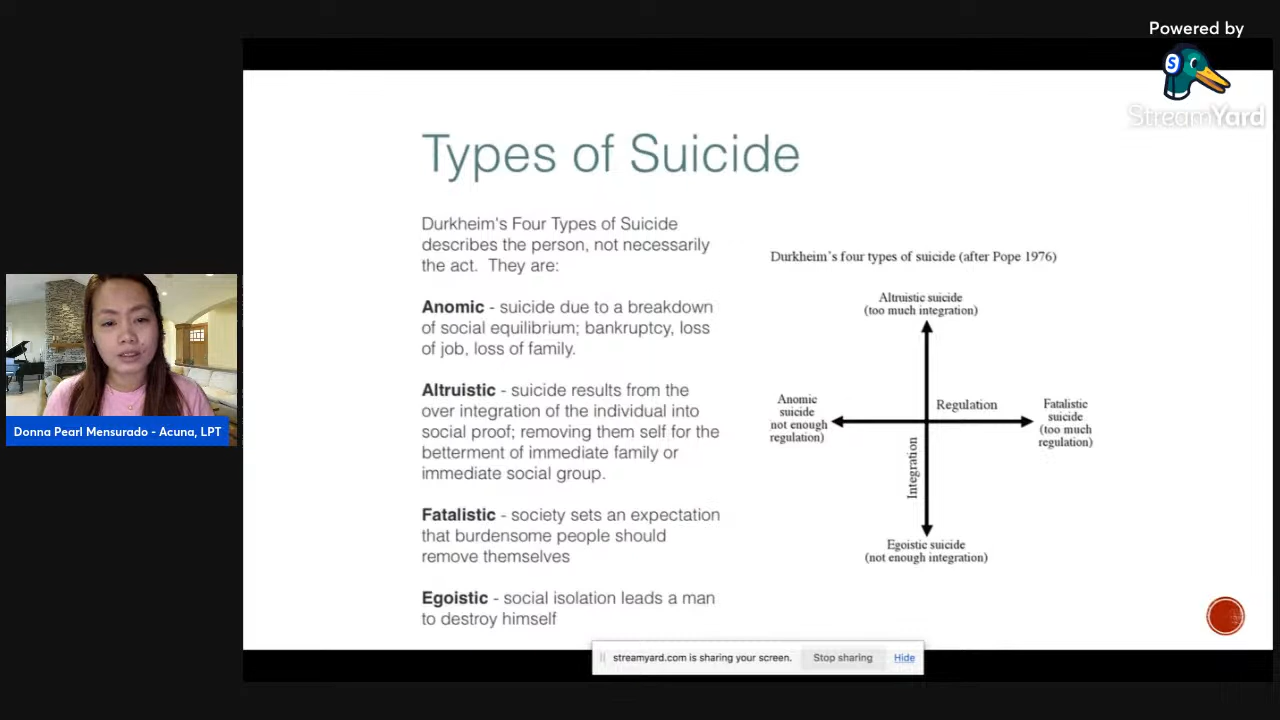 Powered by
StreamYard
Types of Suicide
Durkheim's Four Types of Suicide
describes the person, not necessarily
the act. They are:
Anomic - suicide due to a breakdown
of social equilibrium; bankruptcy, loss
of job, loss of family.
Altruistic - suicide results from the
over integration of the individual into
social proof; removing them self for the
betterment of immediate family or
immediate social group.
Fatalistic - society sets an expectation
that burdensome people should
remove themselves
Egoistic - social isolation leads a man
to destroy himself
Durkheim's four types of suicide (after Pope 1976)
Altruistic suicide
(too much integration)
Anomic
suicide
not enough
regulation)
Regulation
Fatalistic
suicide
(too much
regulation)
Integration
Egoistic suicide
(not enough integration)
Donna Pearl Mensurado - Acuna, LPT
streamyard.com is sharing your screen.
Stop sharing
Hide